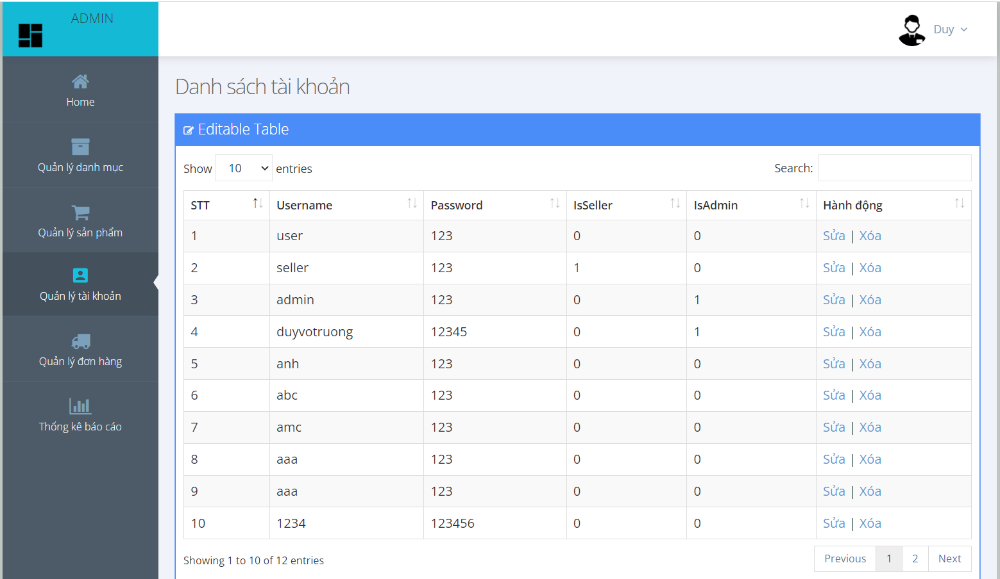 ADMIN
Duy
Home
Quản lý danh mục
Quản lý sản phẩm
Quản lý tài khoản
Quản lý đơn hàng
Thống kê báo cáo
Danh sách tài khoản
Editable Table
Show 10 entries Search:
STT Username Password IsSeller IsAdmin Hành động
1 user 123 0 0 Sửa | Xóa
2 seller 123 1 0 Sửa | Xóa
3 admin 123 0 1 Sửa | Xóa
4 duyvotruong 12345 0 1 Sửa | Xóa
5 anh 123 0 0 Sửa | Xóa
6 abc 123 0 0 Sửa | Xóa
7 amc 123 0 0 Sửa | Xóa
8 aaa 123 0 0 Sửa | Xóa
9 aaa 123 0 0 Sửa | Xóa
10 1234 123456 0 0 Sửa | Xóa
Showing 1 to 10 of 12 entries Previous 1 2 Next